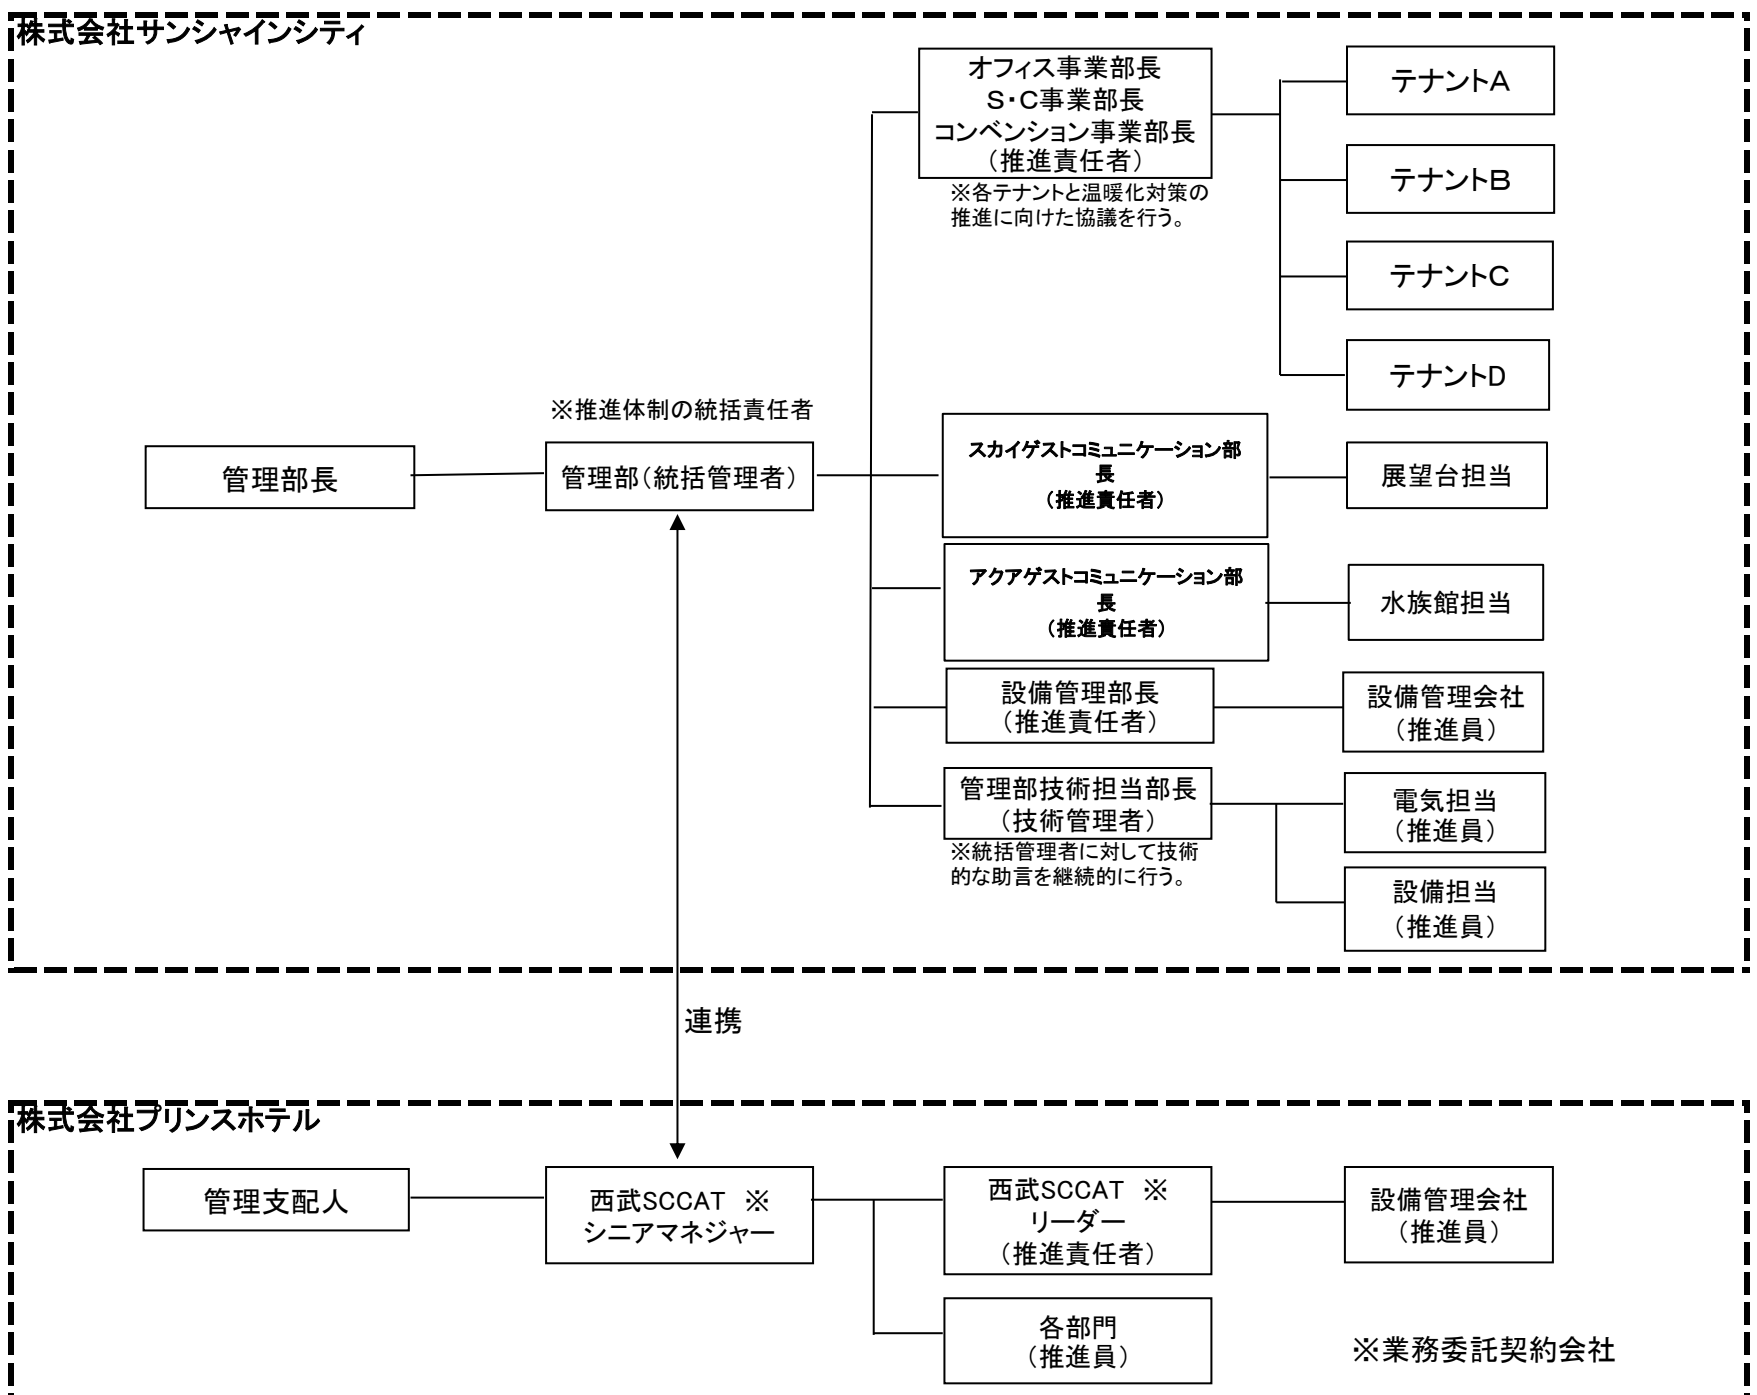 株式会社サンシャインシティ
オフィス事業部長
S・C事業部長
コンベンション事業部長
（推進責任者）
※各テナントと温暖化対策の
推進に向けた協議を行う。
テナントA
テナントB
テナントC
テナントD
※推進体制の統括責任者
管理部長
管理部（統括管理者）
スカイゲストコミュニケーション部
長
（推進責任者）
展望台担当
アクアゲストコミュニケーション部
長
（推進責任者）
水族館担当
設備管理部長
（推進責任者）
設備管理会社
（推進員）
管理部技術担当部長
（技術管理者）
※統括管理者に対して技術
的な助言を継続的に行う。
電気担当
（推進員）
設備担当
（推進員）
連携
株式会社プリンスホテル
管理支配人
西武SCCAT　※
シニアマネジャー
西武SCCAT　※
リーダー
（推進責任者）
設備管理会社
（推進員）
各部門
（推進員）
※業務委託契約会社